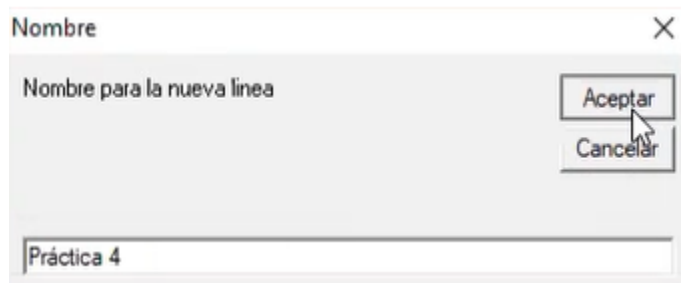 Nombre
Nombre para la nueva linea
Aceptar
Cancelar
Práctica 4